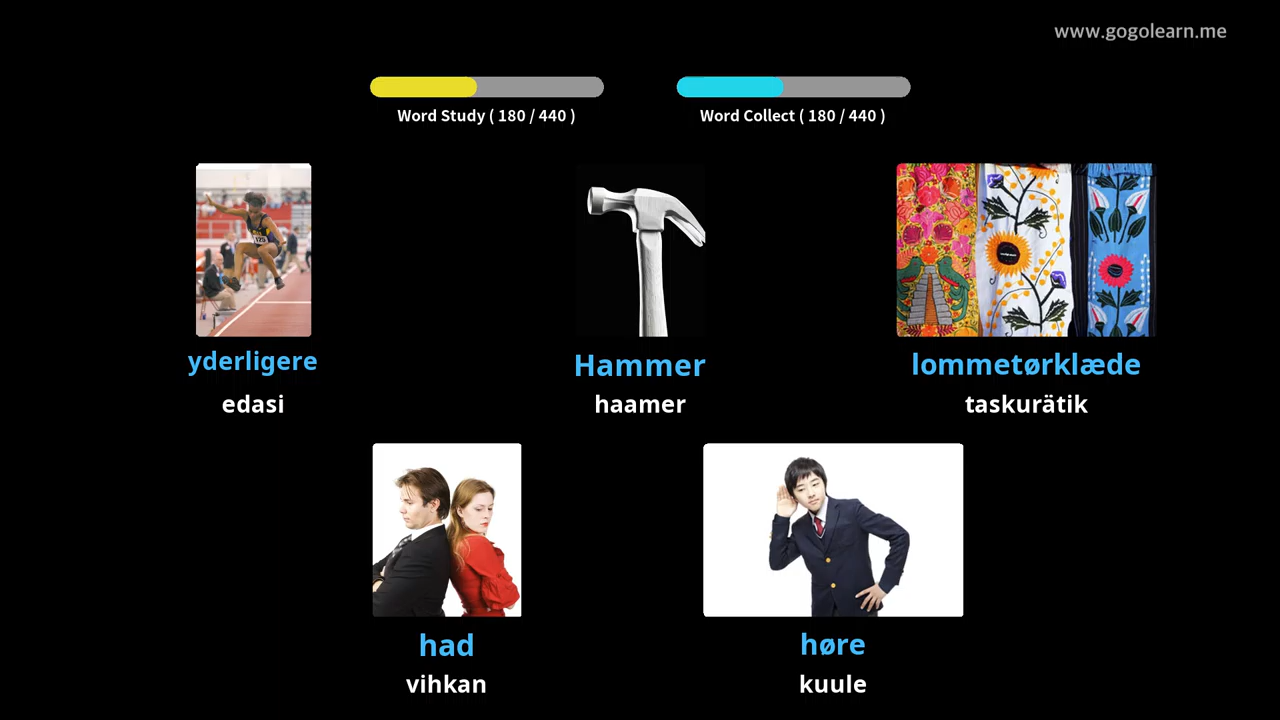 www.gogolearn.me
Word Study ( 180 / 440 )
Word Collect ( 180 / 440 )
yderligere
edasi
Hammer
haamer
lommetørklæde
taskurätik
had
vihkan
høre
kuule